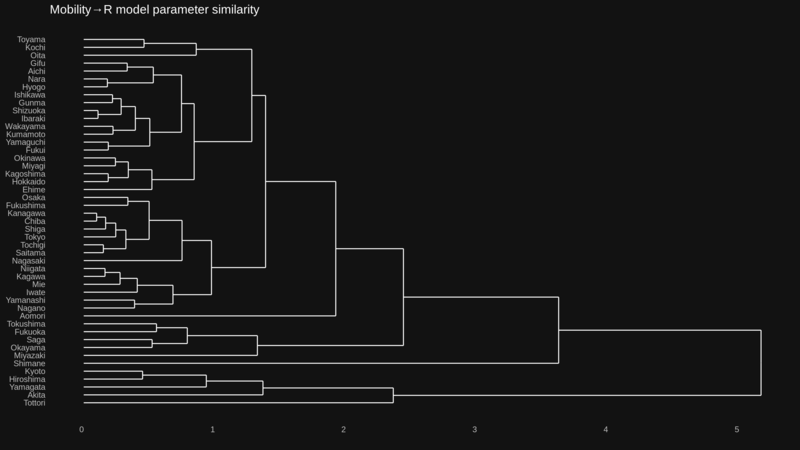 Mobility→R model parameter similarity
Toyama
Kochi
Oita
Gifu
Aichi
Nara
Hyogo
Ishikawa
Gunma
Shizuoka
Ibaraki
Wakayama
Kumamoto
Yamaguchi
Fukui
Okinawa
Miyagi
Kagoshima
Hokkaido
Ehime
Osaka
Fukushima
Kanagawa
Chiba
Shiga
Tokyo
Tochigi
Saitama
Nagasaki
Niigata
Kagawa
Mie
Iwate
Yamanashi
Nagano
Aomori
Tokushima
Fukuoka
Saga
Okayama
Miyazaki
Shimane
Kyoto
Hiroshima
Yamagata
Akita
Tottori
0 1 2 3 4 5